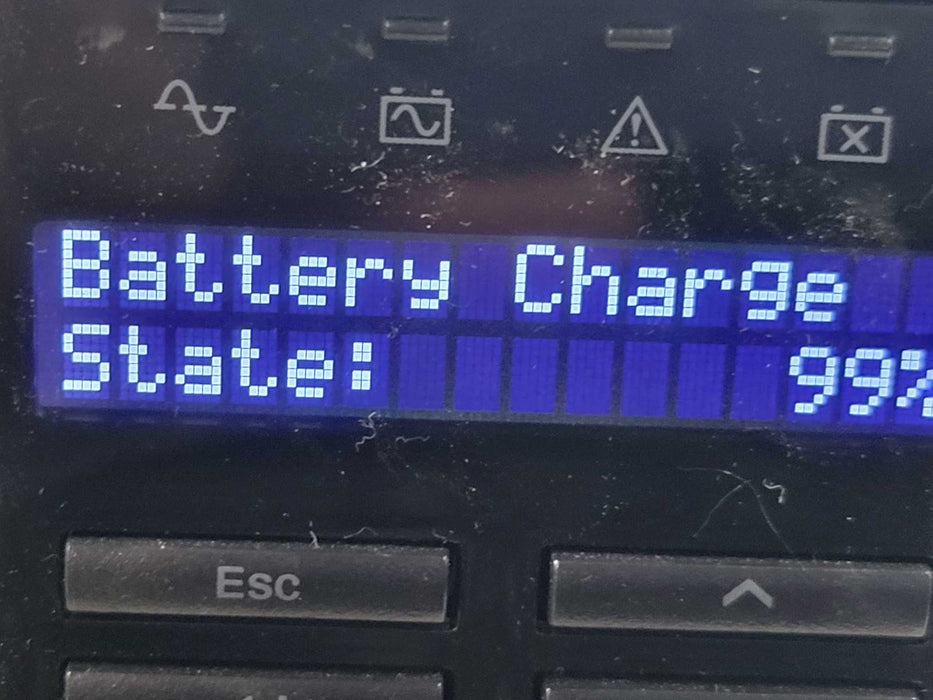 Battery Charge
State: 99%
Esc